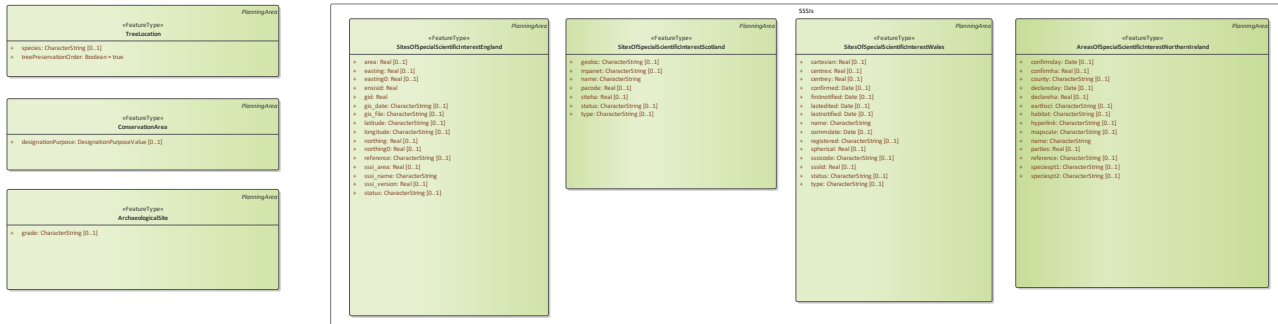 PlanningArea
«FeatureType»
TreeLocation
+ species: CharacterString [0..1]
+ treePreservationOrder: Boolean = true
PlanningArea
«FeatureType»
ConservationArea
+ designationPurpose: DesignationPurposeValue [0..1]
PlanningArea
«FeatureType»
ArchaeologicalSite
+ grade: CharacterString [0..1]
SSSIs
PlanningArea
«FeatureType»
SitesOfSpecialScientificInterestEngland
+ area: Real [0..1]
+ easting: Real [0..1]
+ easting0: Real [0..1]
+ ensisid: Real
+ gid: Real
+ gis_date: CharacterString [0..1]
+ gis_file: CharacterString [0..1]
+ latitude: CharacterString [0..1]
+ longitude: CharacterString [0..1]
+ northing: Real [0..1]
+ northing0: Real [0..1]
+ reference: CharacterString [0..1]
+ sssi_area: Real [0..1]
+ sssi_name: CharacterString
+ sssi_version: Real [0..1]
+ status: CharacterString [0..1]
PlanningArea
«FeatureType»
SitesOfSpecialScientificInterestScotland
+ gesdoc: CharacterString [0..1]
+ mpanet: CharacterString [0..1]
+ name: CharacterString
+ pacode: Real [0..1]
+ siteha: Real [0..1]
+ status: CharacterString [0..1]
+ type: CharacterString [0..1]
PlanningArea
«FeatureType»
SitesOfSpecialScientificInterestWales
+ cartesian: Real [0..1]
+ centrex: Real [0..1]
+ centrey: Real [0..1]
+ confirmed: Date [0..1]
+ firstnotified: Date [0..1]
+ lastedited: Date [0..1]
+ lastnotified: Date [0..1]
+ name: CharacterString
+ osmmdate: Date [0..1]
+ registered: CharacterString [0..1]
+ spherical: Real [0..1]
+ sssicode: CharacterString [0..1]
+ sssiid: Real [0..1]
+ status: CharacterString [0..1]
+ type: CharacterString [0..1]
PlanningArea
«FeatureType»
AreasOfSpecialScientificInterestNorthernIreland
+ confirmday: Date [0..1]
+ confirmha: Real [0..1]
+ county: CharacterString [0..1]
+ declareday: Date [0..1]
+ declareha: Real [0..1]
+ earthsci: CharacterString [0..1]
+ habitat: CharacterString [0..1]
+ hyperlink: CharacterString [0..1]
+ mapscale: CharacterString [0..1]
+ name: CharacterString
+ parties: Real [0..1]
+ reference: CharacterString [0..1]
+ speciespt1: CharacterString [0..1]
+ speciespt2: CharacterString [0..1]